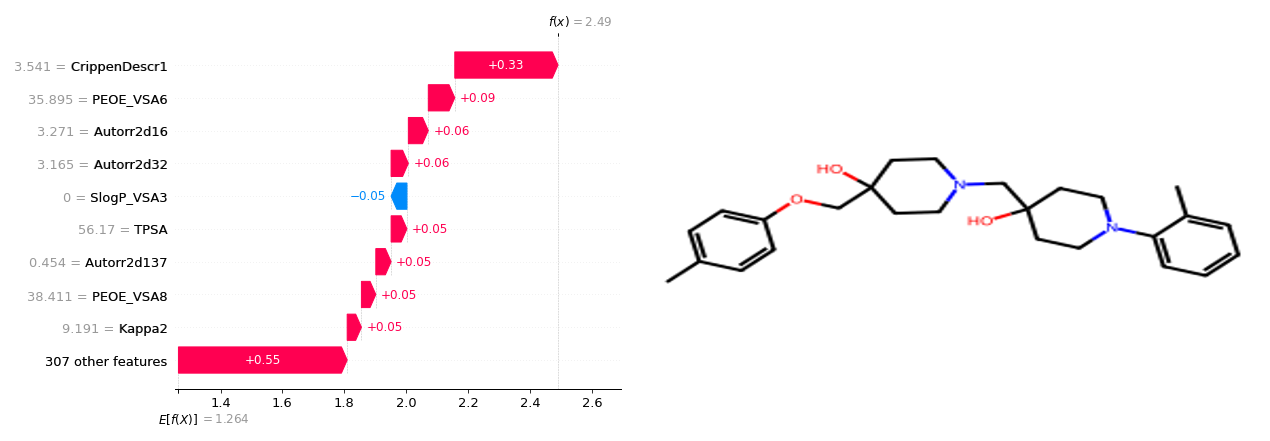 f(x) = 2.49
3.541 = CrippenDescr1
+0.33
35.895 = PEOE_VSA6
+0.09
3.271 = Autorr2d16
+0.06
3.165 = Autorr2d32
+0.06
0 = SlogP_VSA3
−0.05
56.17 = TPSA
+0.05
0.454 = Autorr2d137
+0.05
38.411 = PEOE_VSA8
+0.05
9.191 = Kappa2
+0.05
307 other features
+0.55
1.4 1.6 1.8 2.0 2.2 2.4 2.6
E[f(X)] = 1.264
HO
O
N
HO
N